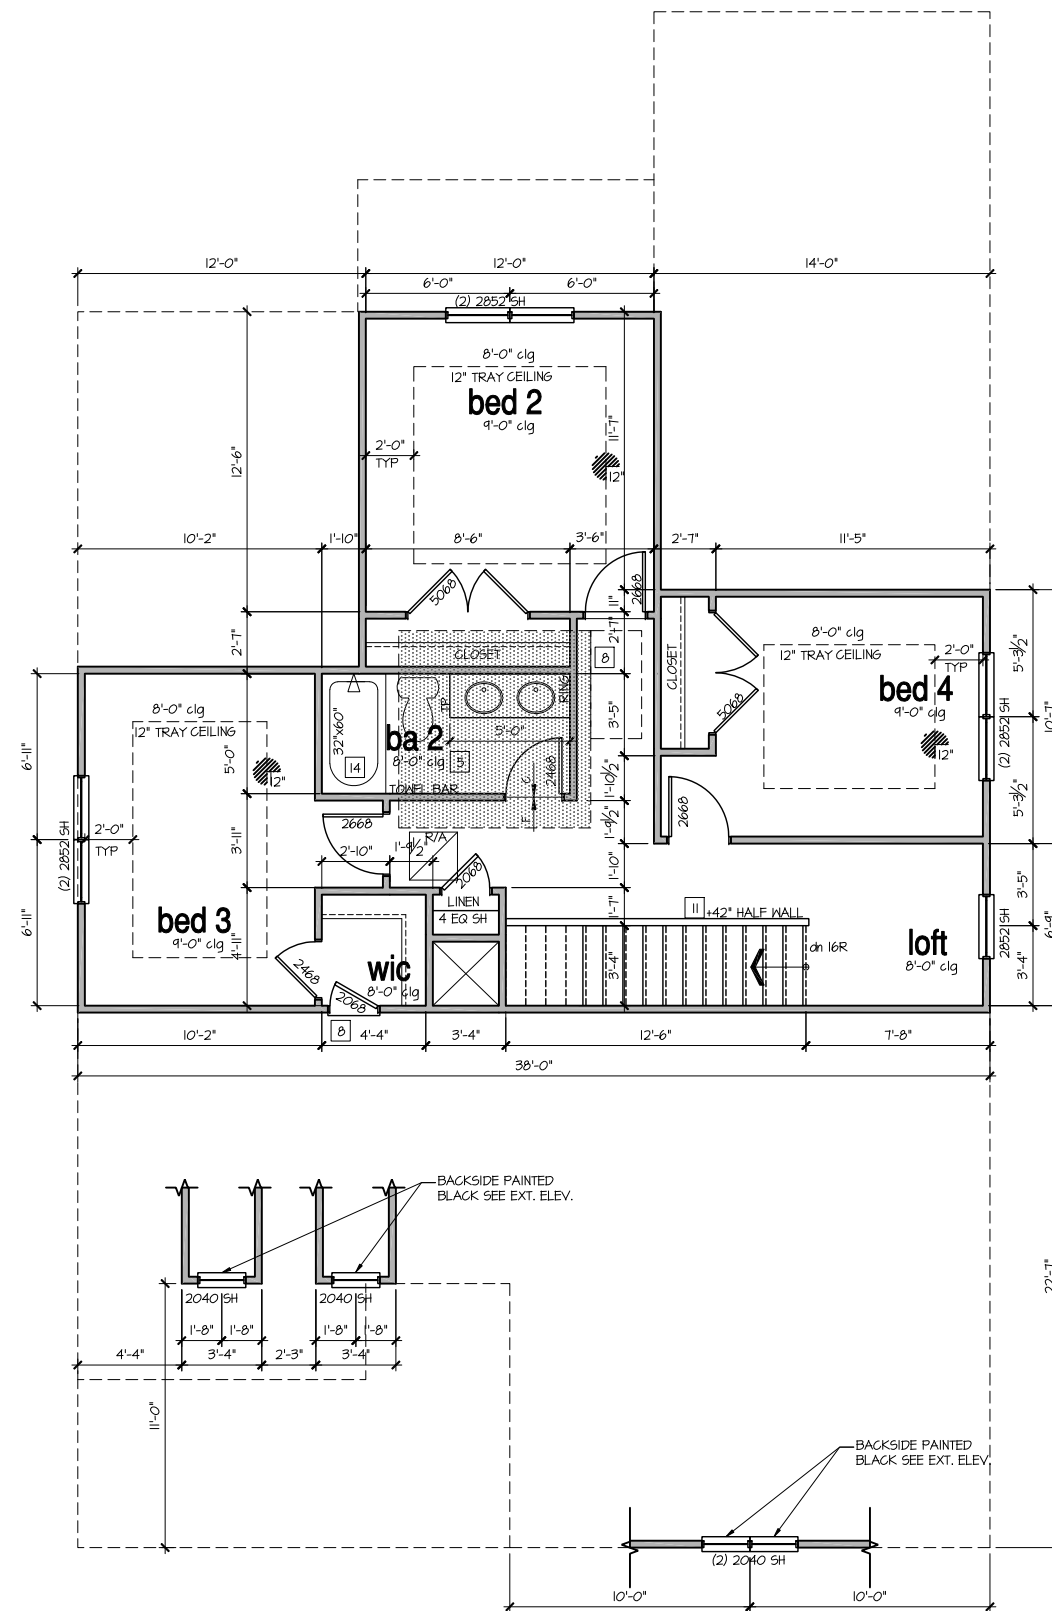 12'-0"
12'-0"
14'-0"
6'-0"
6'-0"
(2) 2852 SH
8'-0" clg
12" TRAY CEILING
bed 2
9'-0" clg
11'-7"
2'-0"
TYP
12'-6"
12"
10'-2"
1'-10"
8'-6"
3'-6"
2'-7"
11'-5"
5068
2668
11"
2'-7"
2'-7"
CLOSET
8
CLOSET
8'-0" clg
12" TRAY CEILING
2'-0"
TYP
5'-3½"
bed 4
9'-0" clg
5068
12"
(2) 2852 SH
10'-7"
5'-3½"
8'-0" clg
12" TRAY CEILING
6'-11"
5'-0"
12"
32"x60"
14
TP
RING
ba 2
8'-0" clg
5'-0"
5
3'-5"
2468
TOWEL BAR
1'-10½"
1'-9½"
2'-0"
TYP
(2) 2852 SH
2668
R/A
2'-10"
1'-9½"
2068
2668
3'-11"
1'-10"
1'-7"
LINEN
4 EQ SH
11
+42" HALF WALL
3'-5"
6'-9"
bed 3
9'-0" clg
6'-11"
4'-11"
2468
wic
8'-0" clg
2068
3'-4"
dn 16R
loft
8'-0" clg
2852 SH
3'-4"
10'-2"
8
4'-4"
3'-4"
12'-6"
7'-8"
38'-0"
BACKSIDE PAINTED
BLACK SEE EXT. ELEV.
2040 SH
2040 SH
1'-8"
1'-8"
1'-8"
1'-8"
4'-4"
3'-4"
2'-3"
3'-4"
22'-7"
11'-0"
BACKSIDE PAINTED
BLACK SEE EXT. ELEV.
(2) 2040 SH
10'-0"
10'-0"